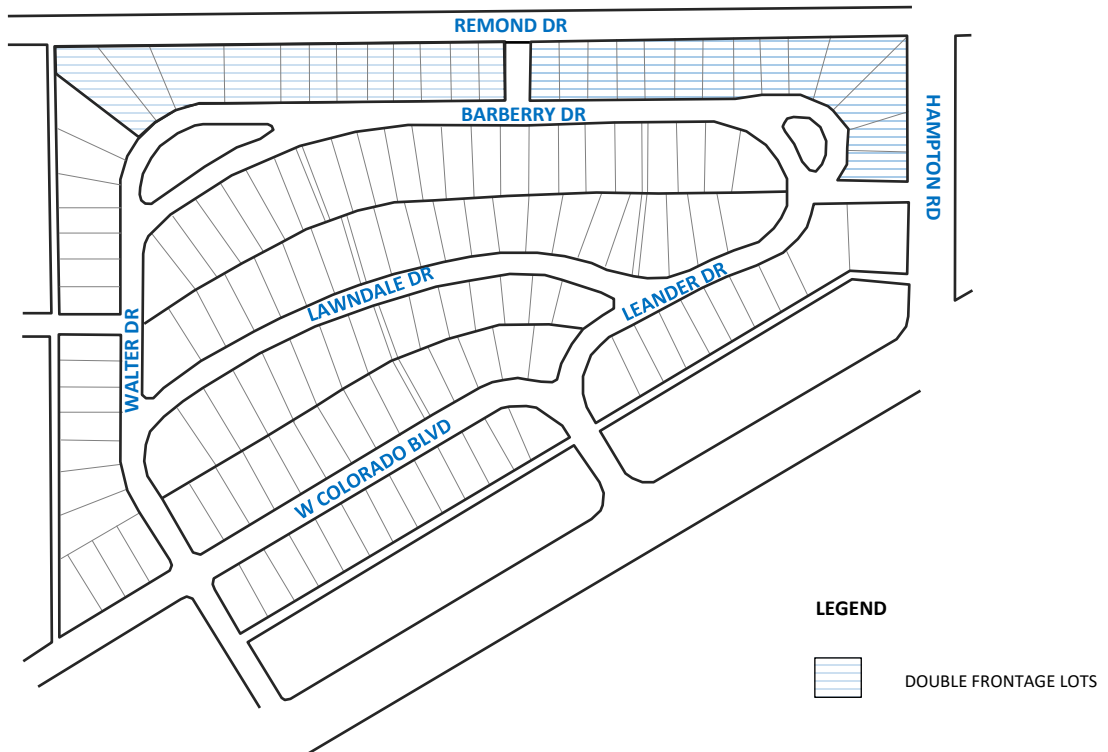 REMOND DR
BARBERRY DR
HAMPTON RD
LAWNDALE DR
LEANDER DR
WALTER DR
W COLORADO BLVD
LEGEND
DOUBLE FRONTAGE LOTS